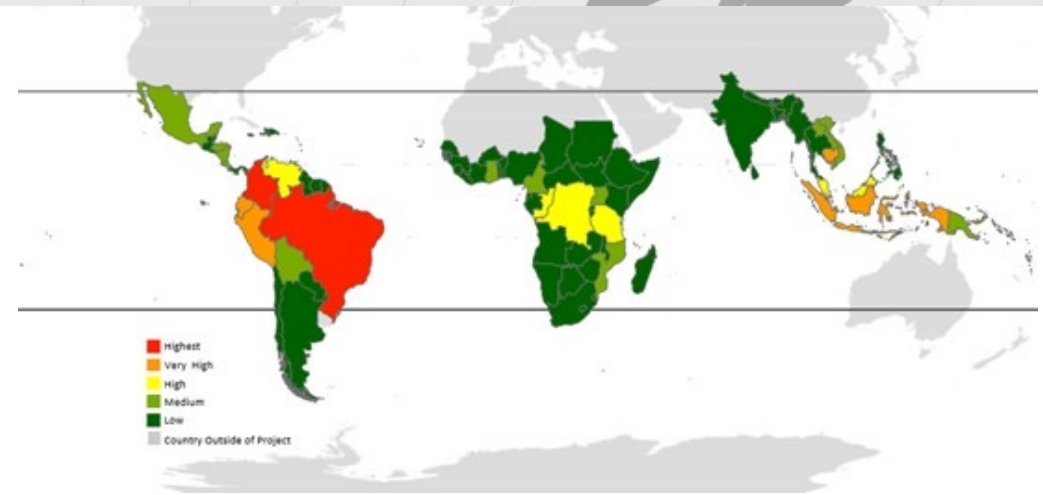 Highest
Very High
High
Medium
Low
Country Outside of Project